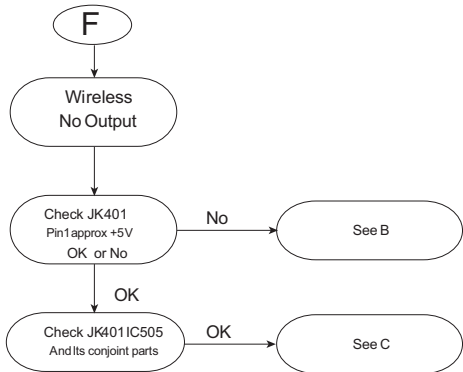 F
Wireless
No Output
Check JK401
Pin1 approx +5V
OK or No
No
See B
OK
Check JK401 IC505
And Its conjoint parts
OK
See C